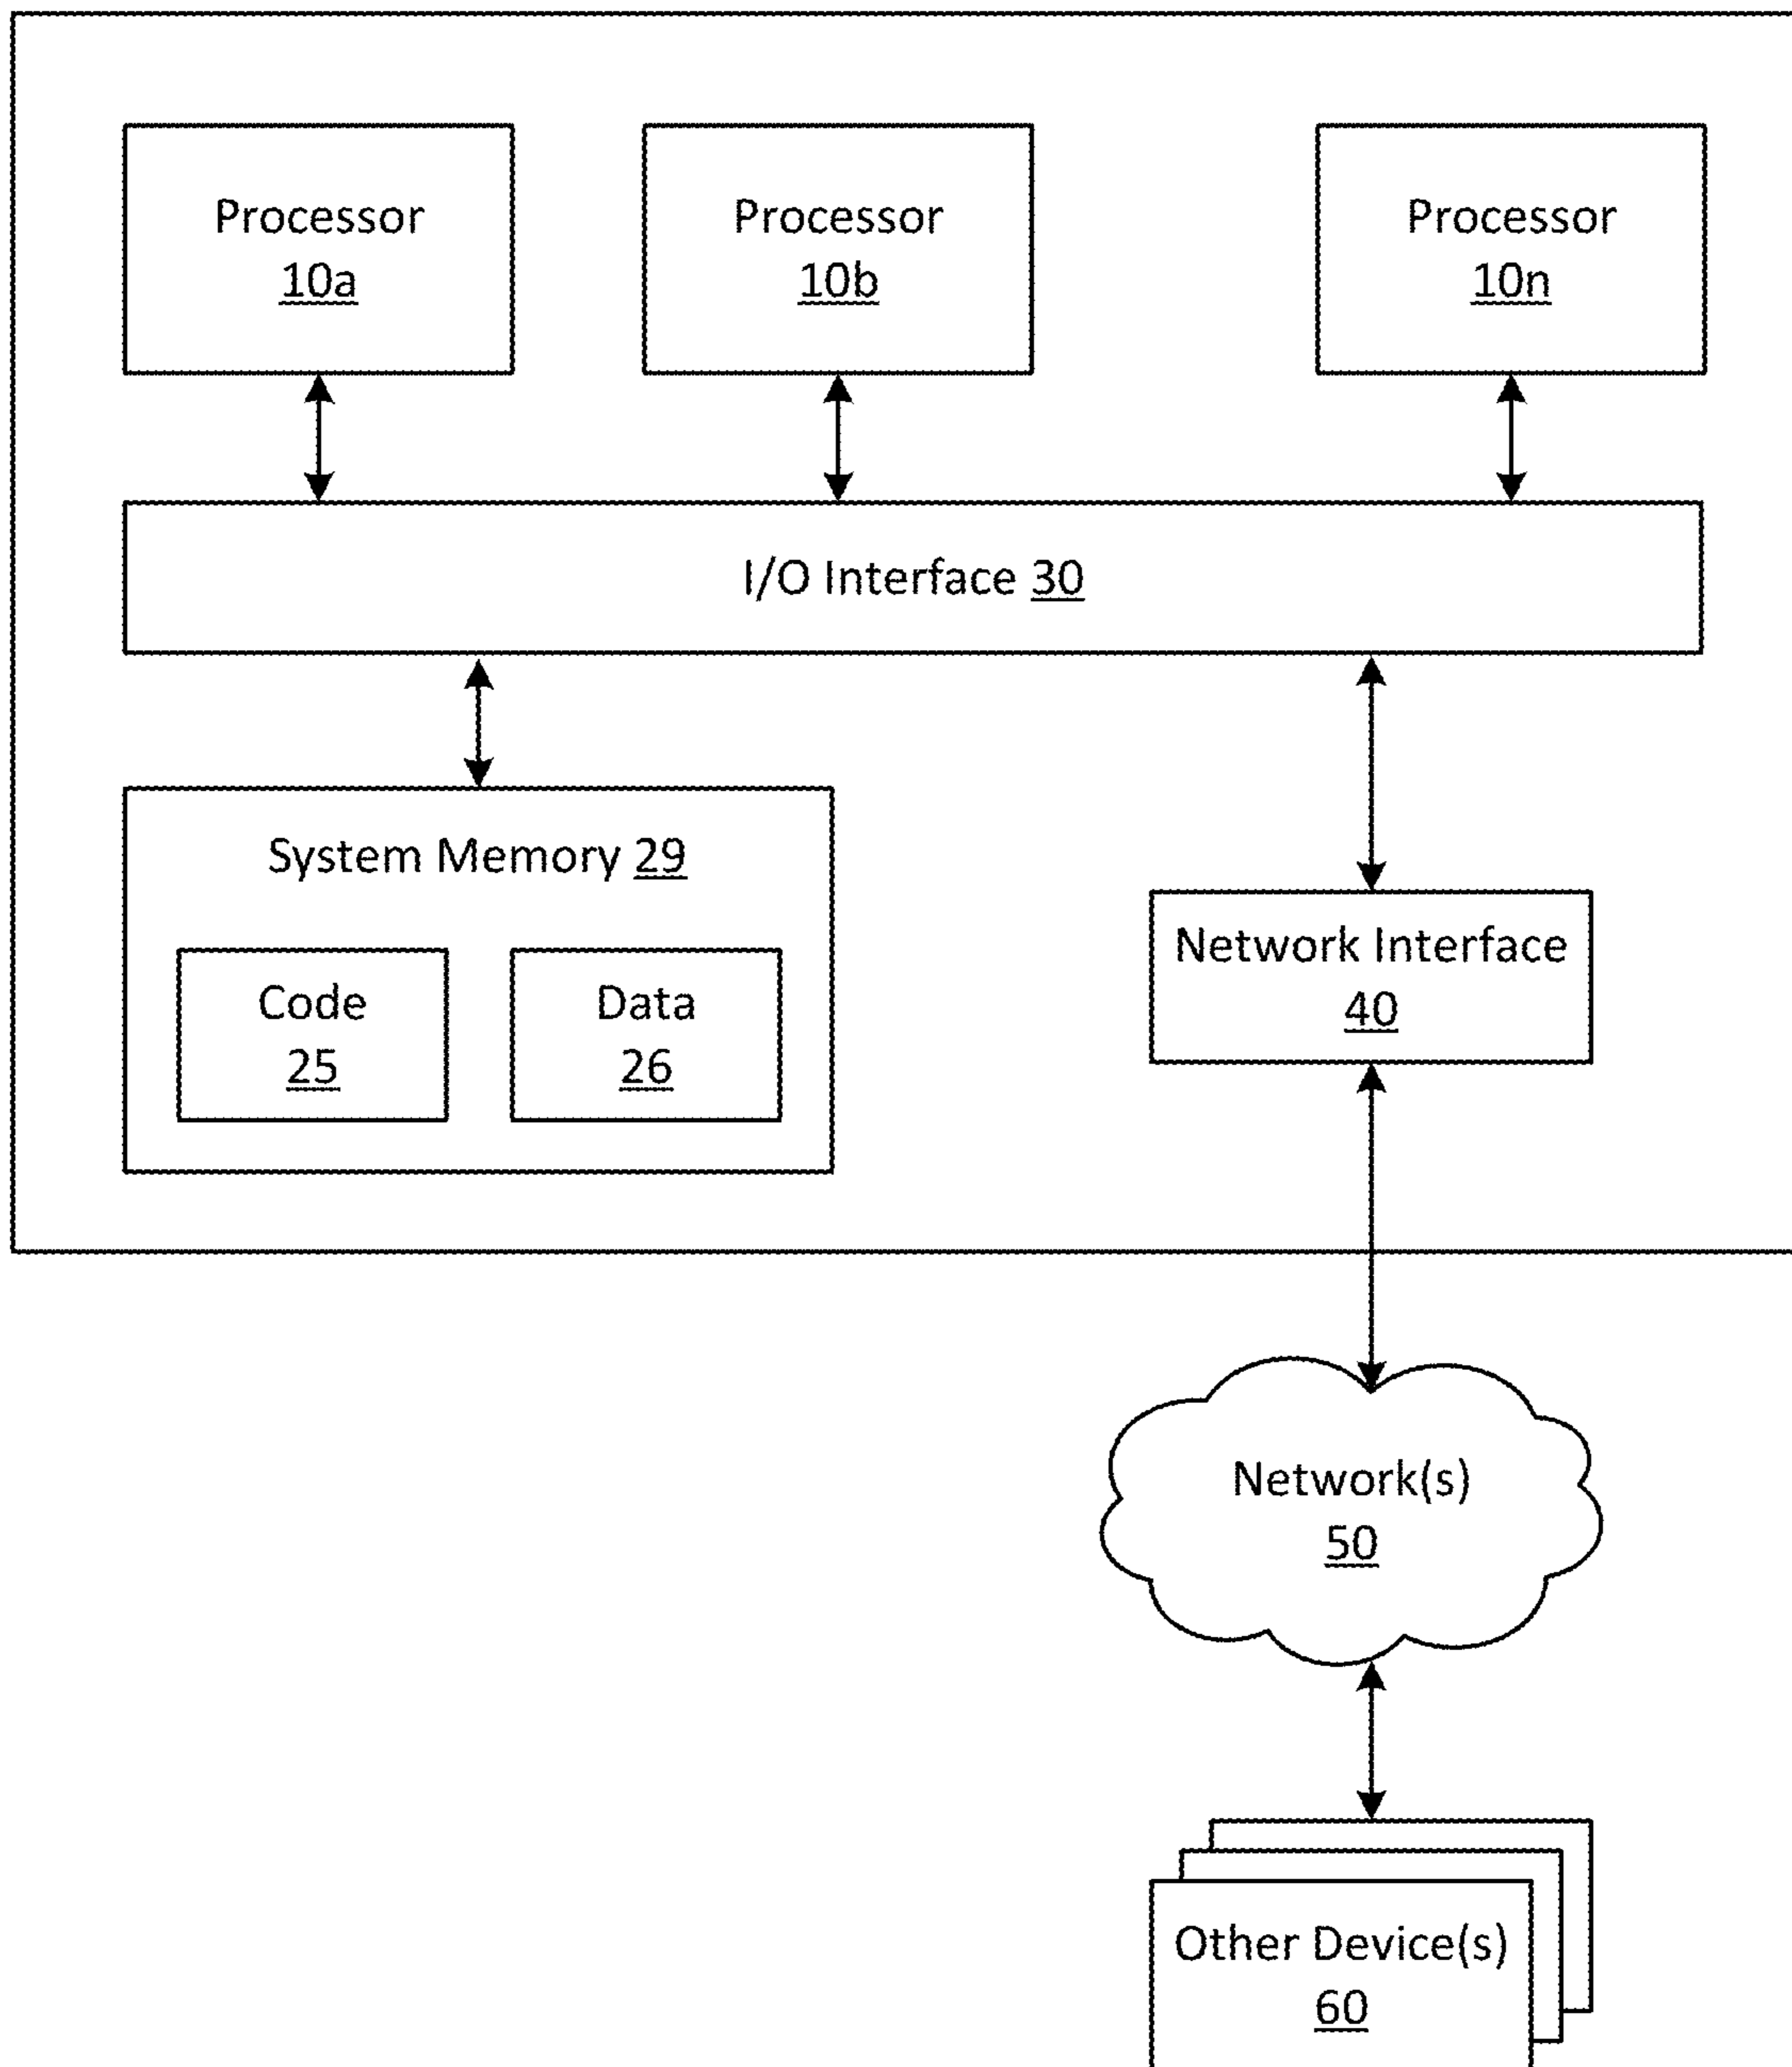 Processor
10a
Processor
10b
Processor
10n
I/O Interface 30
System Memory 29
Code
25
Data
26
Network Interface
40
Network(s)
50
Other Device(s)
60